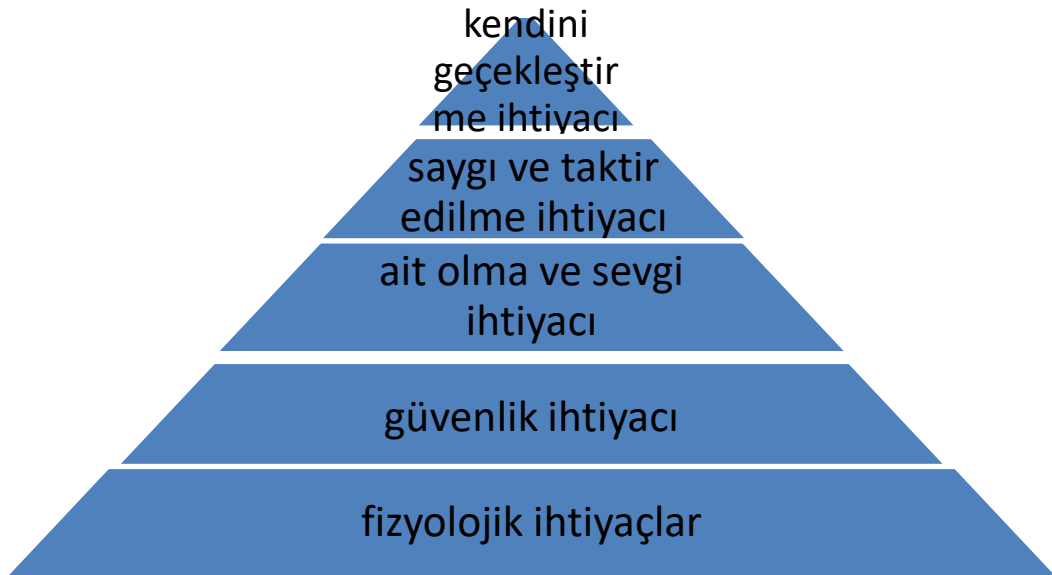 kendini
geçekleştir
me ihtiyacı
saygı ve taktir
edilme ihtiyacı
ait olma ve sevgi
ihtiyacı
güvenlik ihtiyacı
fizyolojik ihtiyaçlar